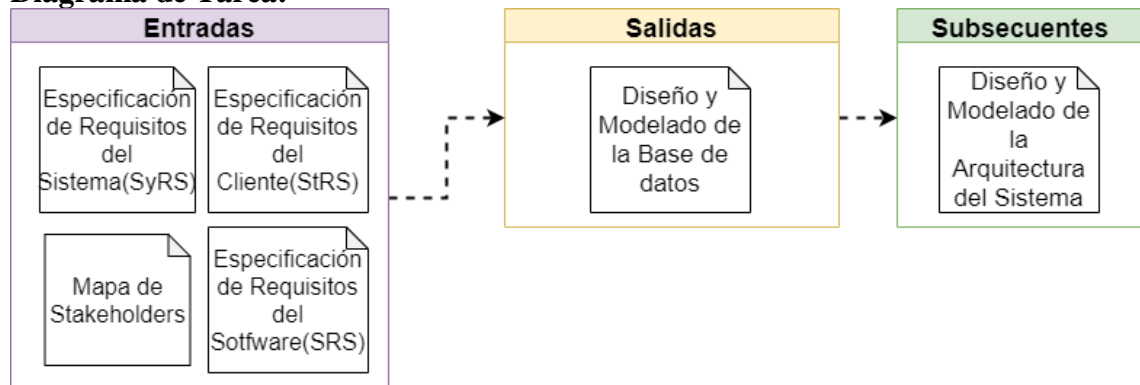 Diagrama de Tarea:
Entradas
Especificación
de Requisitos
del
Sistema(SyRS)
Especificación
de Requisitos
del
Cliente(StRS)
Mapa de
Stakeholders
Especificación
de Requisitos
del
Sotfware(SRS)
Salidas
Diseño y
Modelado de
la Base de
datos
Subsecuentes
Diseño y
Modelado de
la
Arquitectura
del Sistema